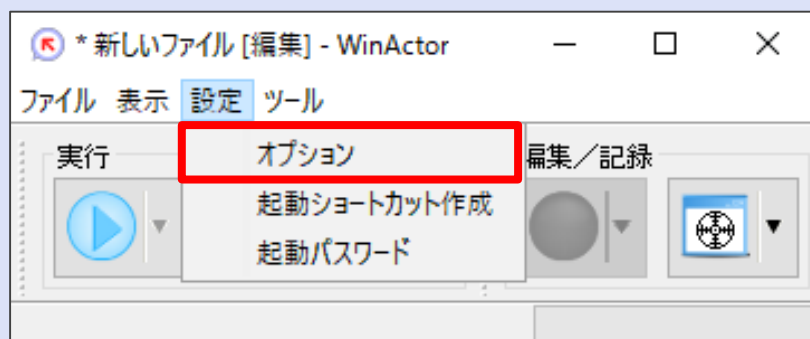 * 新しいファイル [編集] - WinActor
ファイル 表示 設定 ツール
実行
編集／記録
オプション
起動ショートカット作成
起動パスワード